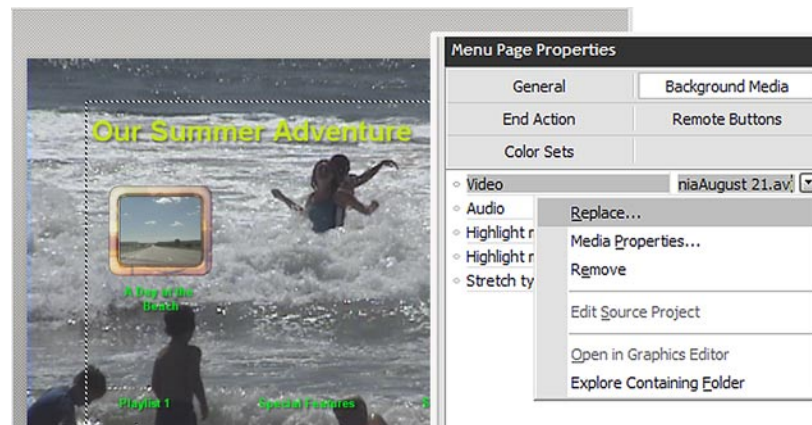 Our Summer Adventure
A Day at the
Beach
Playlist 1
Special Features
S
Menu Page Properties
General
Background Media
End Action
Remote Buttons
Color Sets
Video
niaAugust 21.av
Audio
Highlight
Highlight
Stretch ty
Replace...
Media Properties...
Remove
Edit Source Project
Open in Graphics Editor
Explore Containing Folder